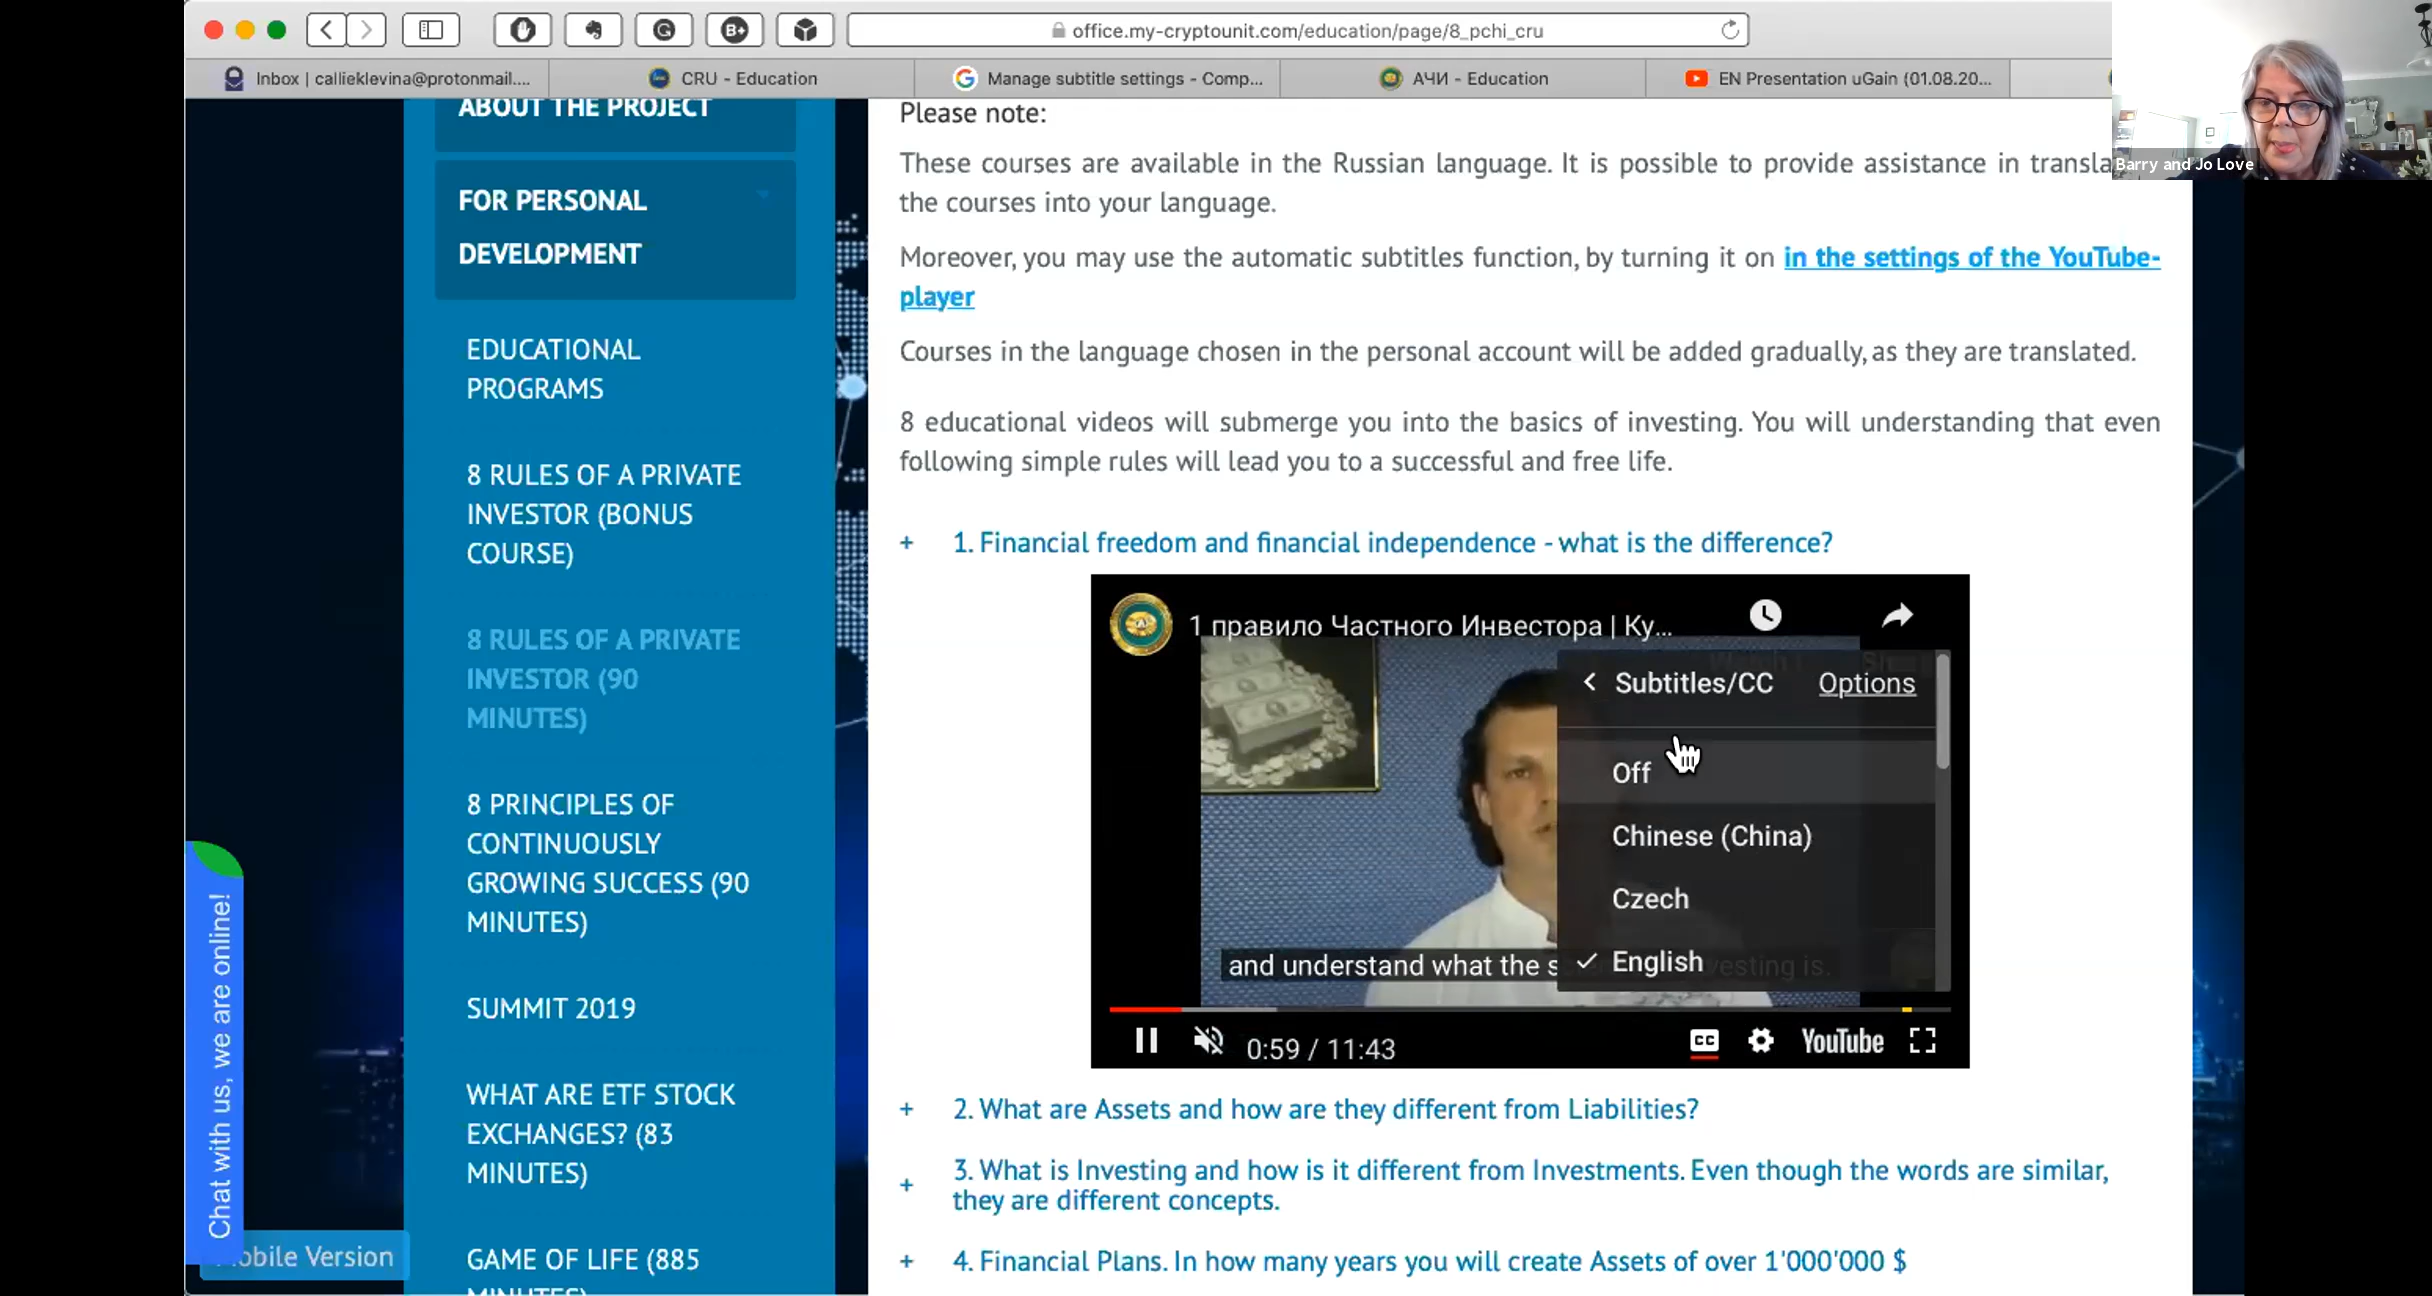 office.my-cryptounit.com/education/page/8_pchi_cru
Inbox | callieklevina@protonmail....
CRU - Education
Manage subtitle settings - Comp...
АЧИ - Education
EN Presentation uGain (01.08.20...
Barry and Jo Love
ABOUT THE PROJECT
FOR PERSONAL
DEVELOPMENT
EDUCATIONAL
PROGRAMS
8 RULES OF A PRIVATE
INVESTOR (BONUS
COURSE)
8 RULES OF A PRIVATE
INVESTOR (90
MINUTES)
8 PRINCIPLES OF
CONTINUOUSLY
GROWING SUCCESS (90
MINUTES)
SUMMIT 2019
WHAT ARE ETF STOCK
EXCHANGES? (83
MINUTES)
GAME OF LIFE (885
MINUTES)
Chat with us, we are online!
obile Version
Please note:
These courses are available in the Russian language. It is possible to provide assistance in transla
the courses into your language.
Moreover, you may use the automatic subtitles function, by turning it on in the settings of the YouTube-
player
Courses in the language chosen in the personal account will be added gradually, as they are translated.
8 educational videos will submerge you into the basics of investing. You will understanding that even
following simple rules will lead you to a successful and free life.
+ 1. Financial freedom and financial independence - what is the difference?
1 правило Частного Инвестора | Ку...
Subtitles/CC Options
Off
Chinese (China)
Czech
English
and understand what the s vesting is.
0:59 / 11:43
CC
YouTube
+ 2. What are Assets and how are they different from Liabilities?
+ 3. What is Investing and how is it different from Investments. Even though the words are similar,
they are different concepts.
+ 4. Financial Plans. In how many years you will create Assets of over 1'000'000 $